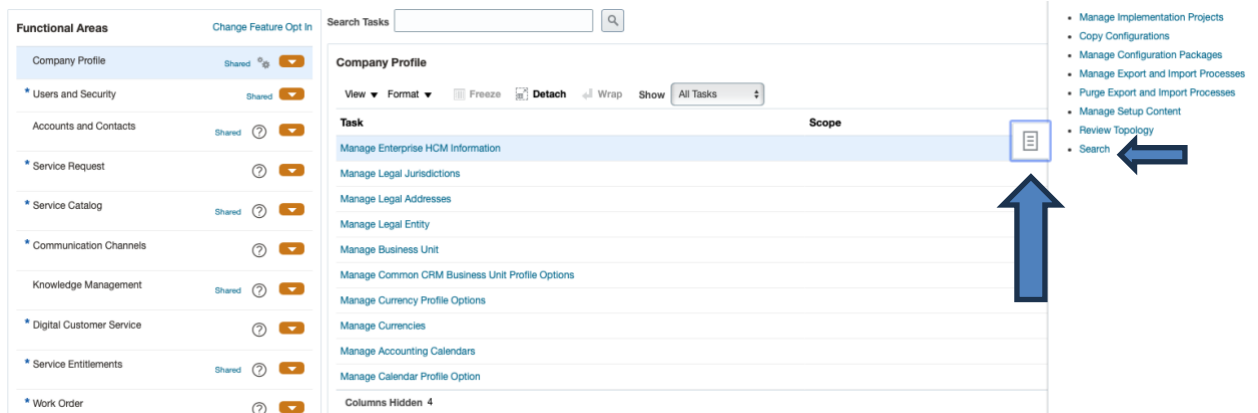 Functional Areas
Change Feature Opt In
Company Profile
Shared
* Users and Security
Shared
Accounts and Contacts
Shared
* Service Request
* Service Catalog
Shared
* Communication Channels
Knowledge Management
Shared
* Digital Customer Service
* Service Entitlements
Shared
* Work Order
Search Tasks
Company Profile
View Format Freeze Detach Wrap Show All Tasks
Task Scope
Manage Enterprise HCM Information
Manage Legal Jurisdictions
Manage Legal Addresses
Manage Legal Entity
Manage Business Unit
Manage Common CRM Business Unit Profile Options
Manage Currency Profile Options
Manage Currencies
Manage Accounting Calendars
Manage Calendar Profile Option
Columns Hidden 4
• Manage Implementation Projects
• Copy Configurations
• Manage Configuration Packages
• Manage Export and Import Processes
• Purge Export and Import Processes
• Manage Setup Content
• Review Topology
• Search